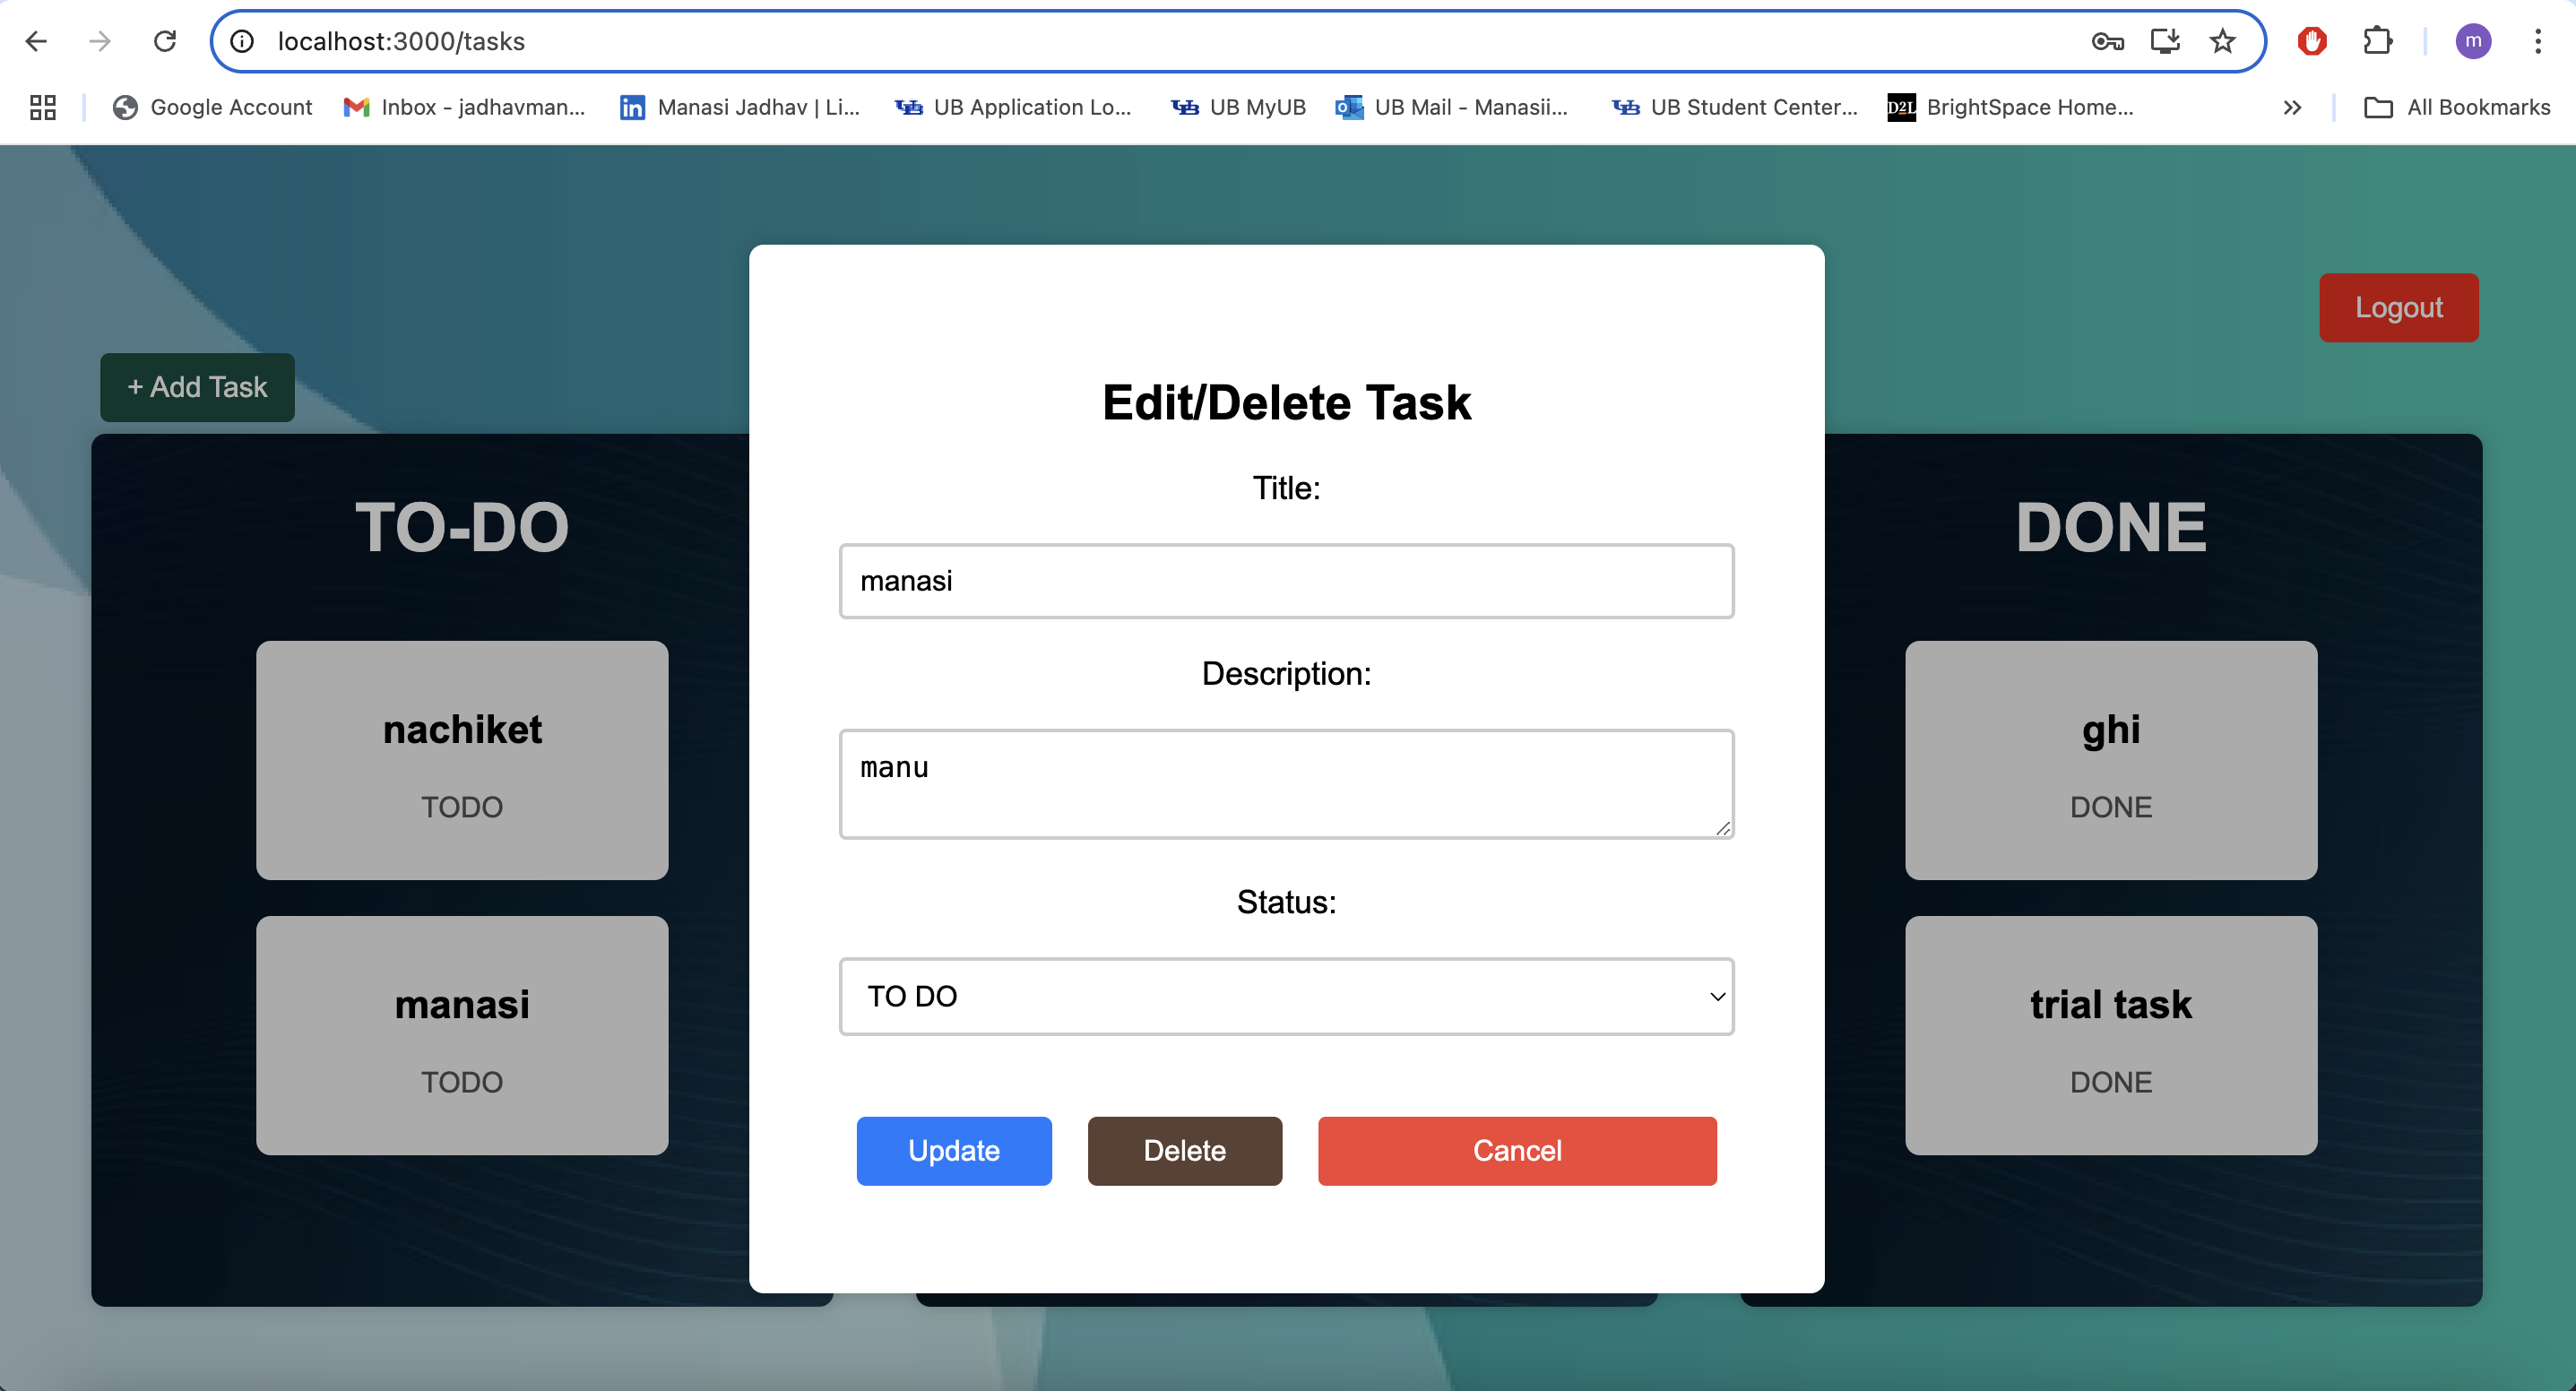 localhost:3000/tasks
m
Google Account
Inbox - jadhavman...
in
Manasi Jadhav | Li...
UB Application Lo...
UB MyUB
UB Mail - Manasii...
UB Student Center...
D2L
BrightSpace Home...
All Bookmarks
Logout
+ Add Task
TO-DO
nachiket
TODO
manasi
TODO
Edit/Delete Task
Title:
manasi
Description:
manu
Status:
TO DO
Update
Delete
Cancel
DONE
ghi
DONE
trial task
DONE